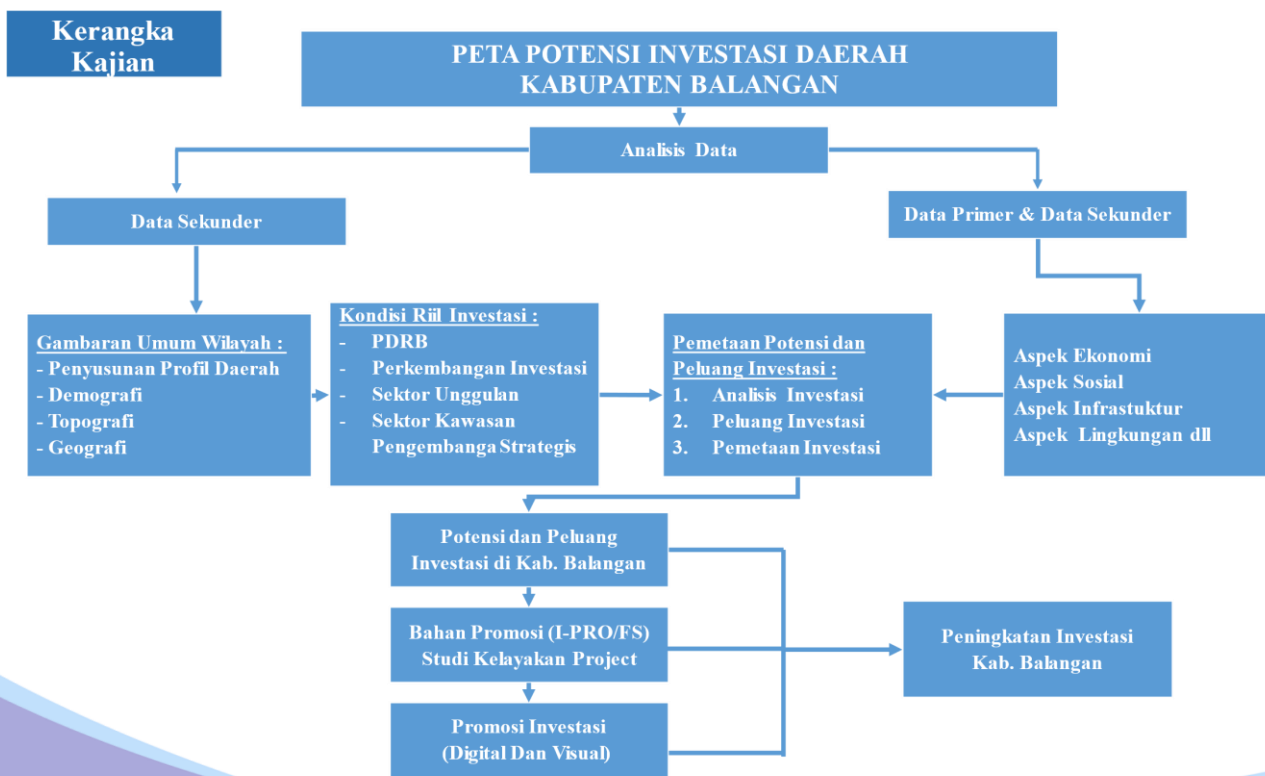 Kerangka
Kajian
PETA POTENSI INVESTASI DAERAH
KABUPATEN BALANGAN
Analisis Data
Data Sekunder
Data Primer & Data Sekunder
Gambaran Umum Wilayah :
- Penyusunan Profil Daerah
- Demografi
- Topografi
- Geografi
Kondisi Riil Investasi :
- PDRB
- Perkembangan Investasi
- Sektor Unggulan
- Sektor Kawasan
Pengembanga Strategis
Pemetaan Potensi dan
Peluang Investasi :
1. Analisis Investasi
2. Peluang Investasi
3. Pemetaan Investasi
Aspek Ekonomi
Aspek Sosial
Aspek Infrastuktur
Aspek Lingkungan dll
Potensi dan Peluang
Investasi di Kab. Balangan
Bahan Promosi (I-PRO/FS)
Studi Kelayakan Project
Promosi Investasi
(Digital Dan Visual)
Peningkatan Investasi
Kab. Balangan